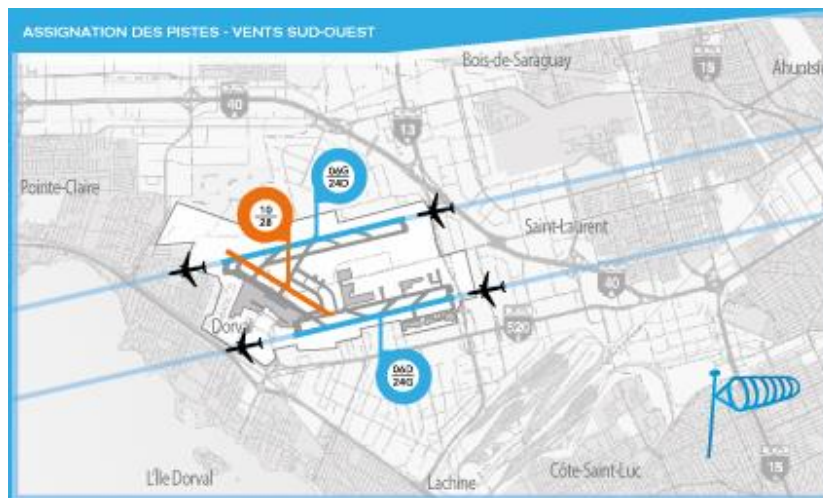 ASSIGNATION DES PISTES - VENTS SUD-OUEST
Bois-de-Saraguay
15
Ahuntsic
40
13
Pointe-Claire
06G
24D
10
28
Saint-Laurent
40
Dorval
520
06D
24G
L'Île Dorval
Lachine
Côte-Saint-Luc
15